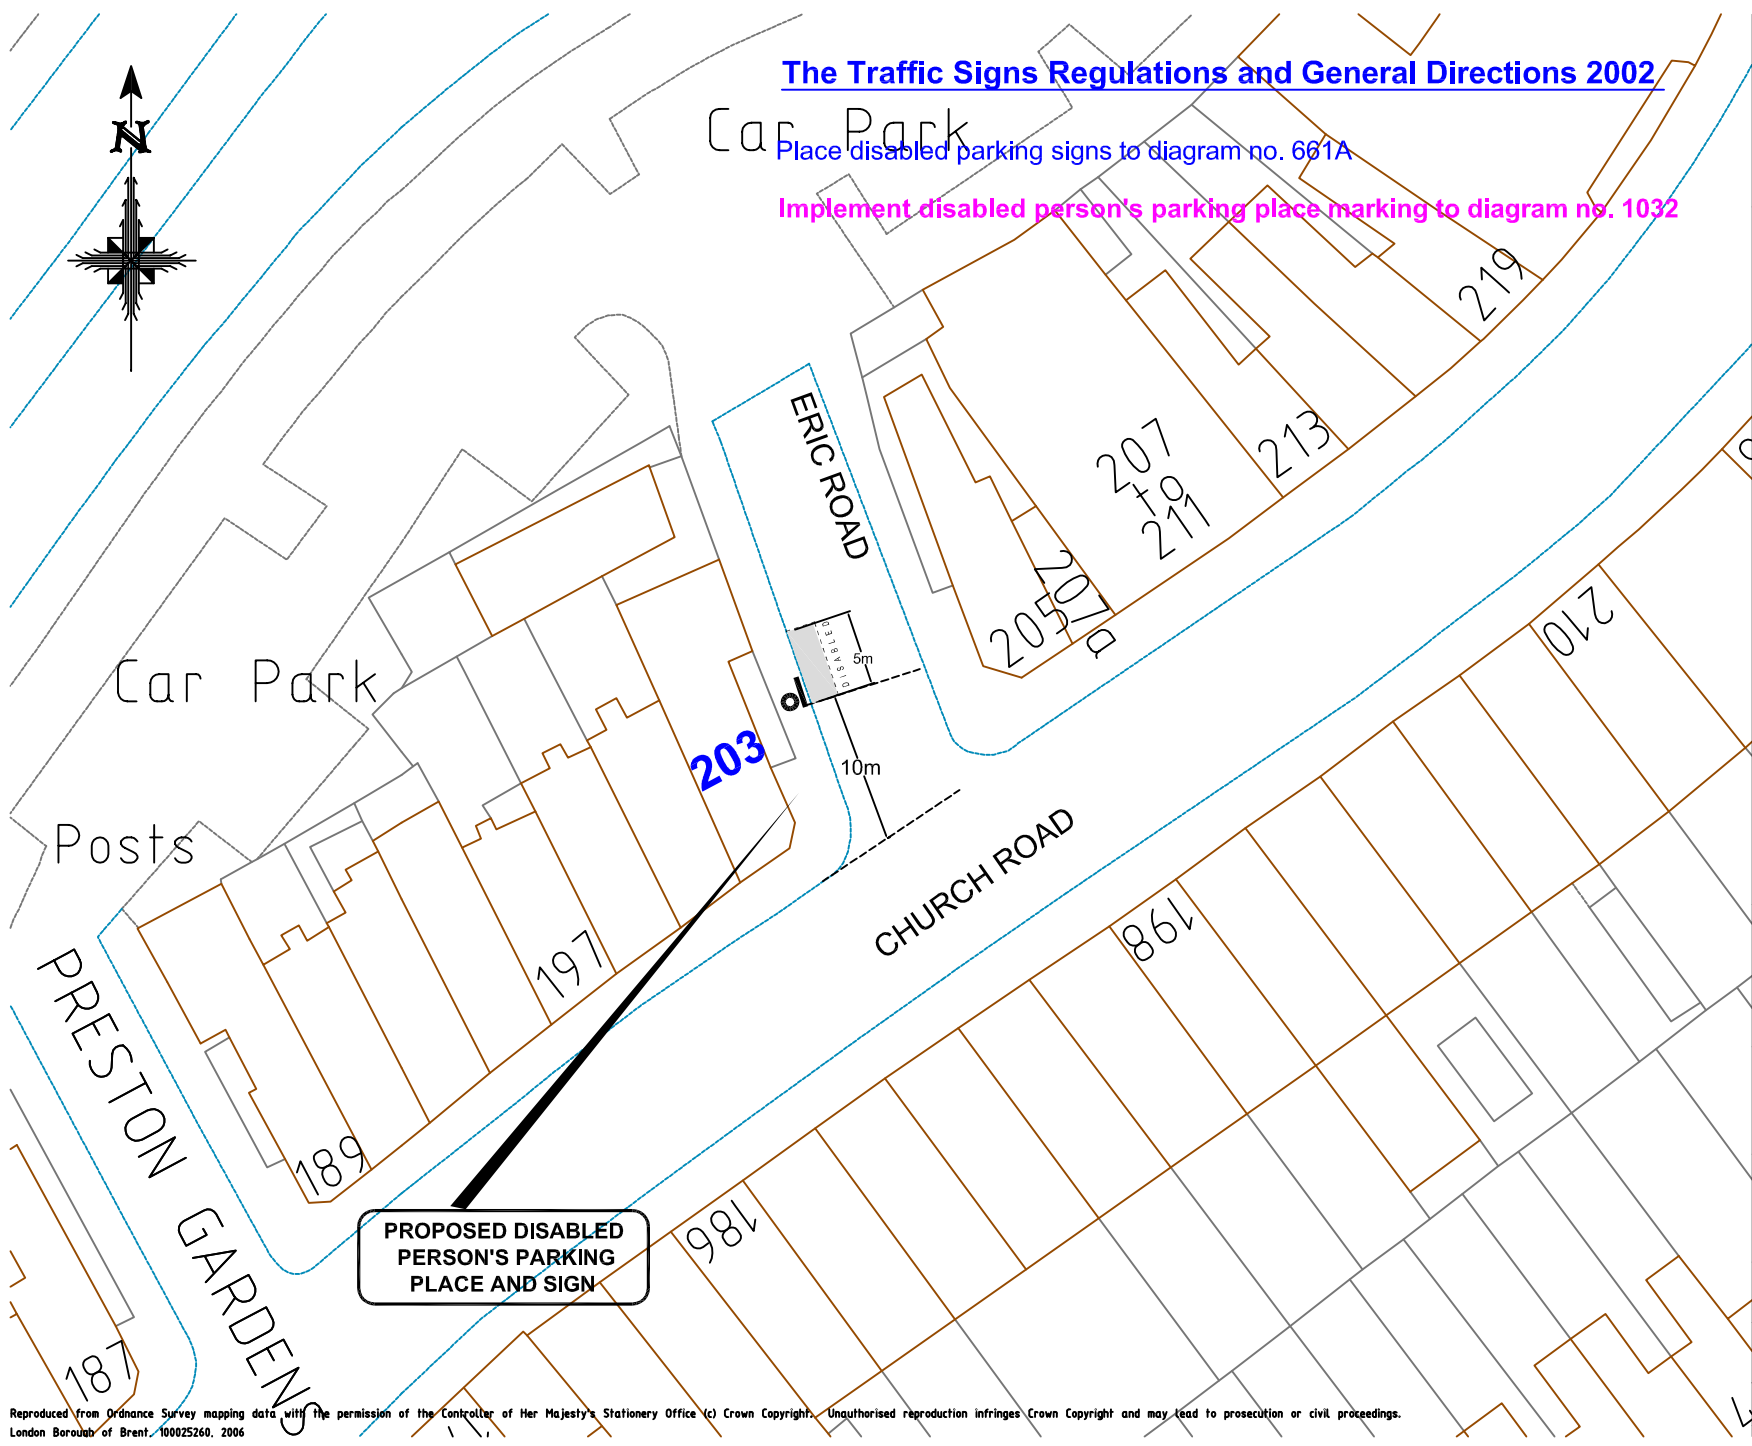 The Traffic Signs Regulations and General Directions 2002
Car Park
Place disabled parking signs to diagram no. 661A
Implement disabled person's parking place marking to diagram no. 1032
N
219
ERIC ROAD
207
to
211
213
207a
205
210
DISABLED
5m
Car Park
203
10m
Posts
CHURCH ROAD
198
197
PRESTON GARDENS
189
186
PROPOSED DISABLED
PERSON'S PARKING
PLACE AND SIGN
187
Reproduced from Ordnance Survey mapping data with the permission of the Controller of Her Majesty's Stationery Office (c) Crown Copyright. Unauthorised reproduction infringes Crown Copyright and may lead to prosecution or civil proceedings.
London Borough of Brent, 100025260, 2006